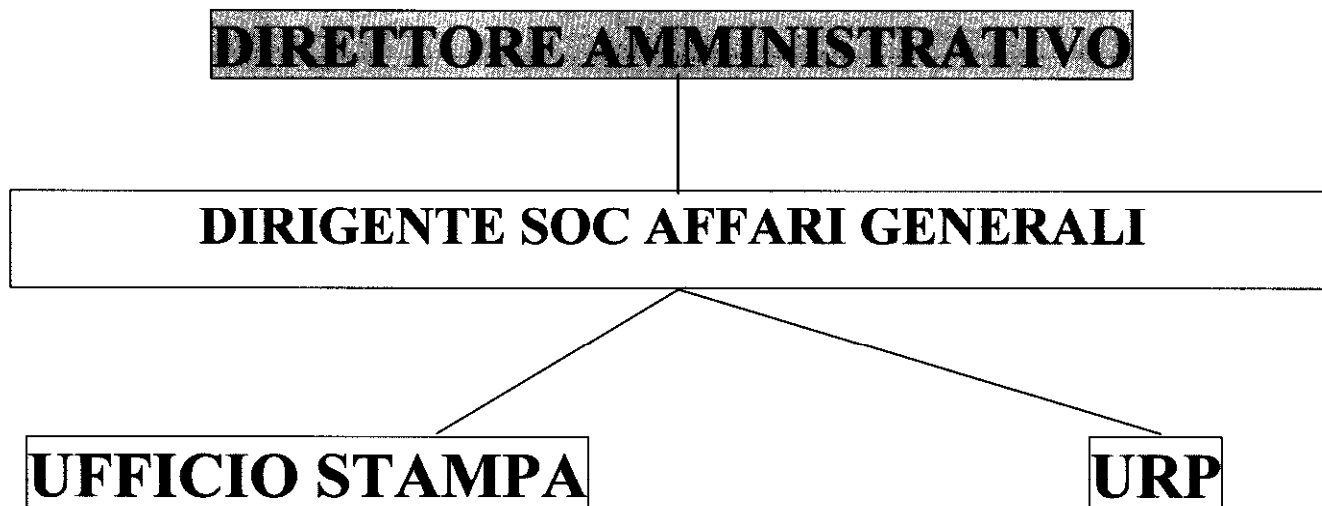 DIRETTORE AMMINISTRATIVO
DIRIGENTE SOC AFFARI GENERALI
UFFICIO STAMPA
URP